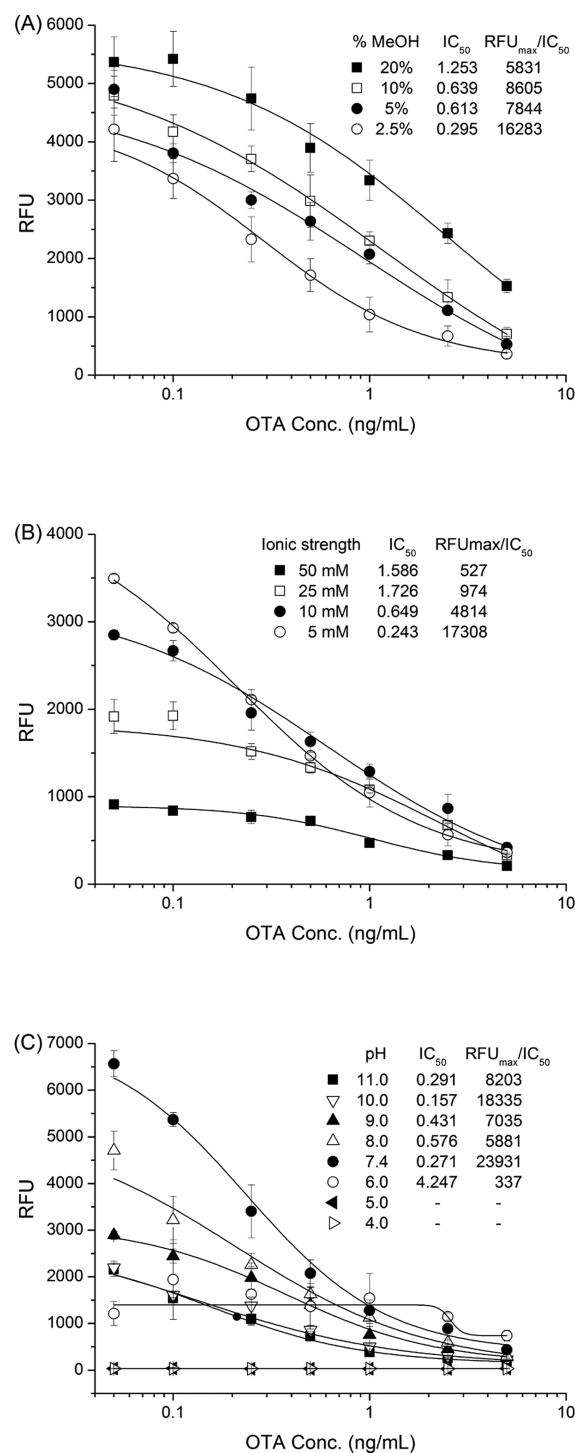 (A)
% MeOH IC50 RFUmax/IC50
20% 1.253 5831
10% 0.639 8605
5% 0.613 7844
2.5% 0.295 16283
6000
5000
4000
3000
2000
1000
0
RFU
0.1 1 10
OTA Conc. (ng/mL)
(B)
Ionic strength IC50 RFUmax/IC50
50 mM 1.586 527
25 mM 1.726 974
10 mM 0.649 4814
5 mM 0.243 17308
4000
3000
2000
1000
0
RFU
0.1 1 10
OTA Conc. (ng/mL)
(C)
pH IC50 RFUmax/IC50
11.0 0.291 8203
10.0 0.157 18335
9.0 0.431 7035
8.0 0.576 5881
7.4 0.271 23931
6.0 4.247 337
5.0 - -
4.0 - -
7000
6000
5000
4000
3000
2000
1000
0
RFU
0.1 1 10
OTA Conc. (ng/mL)